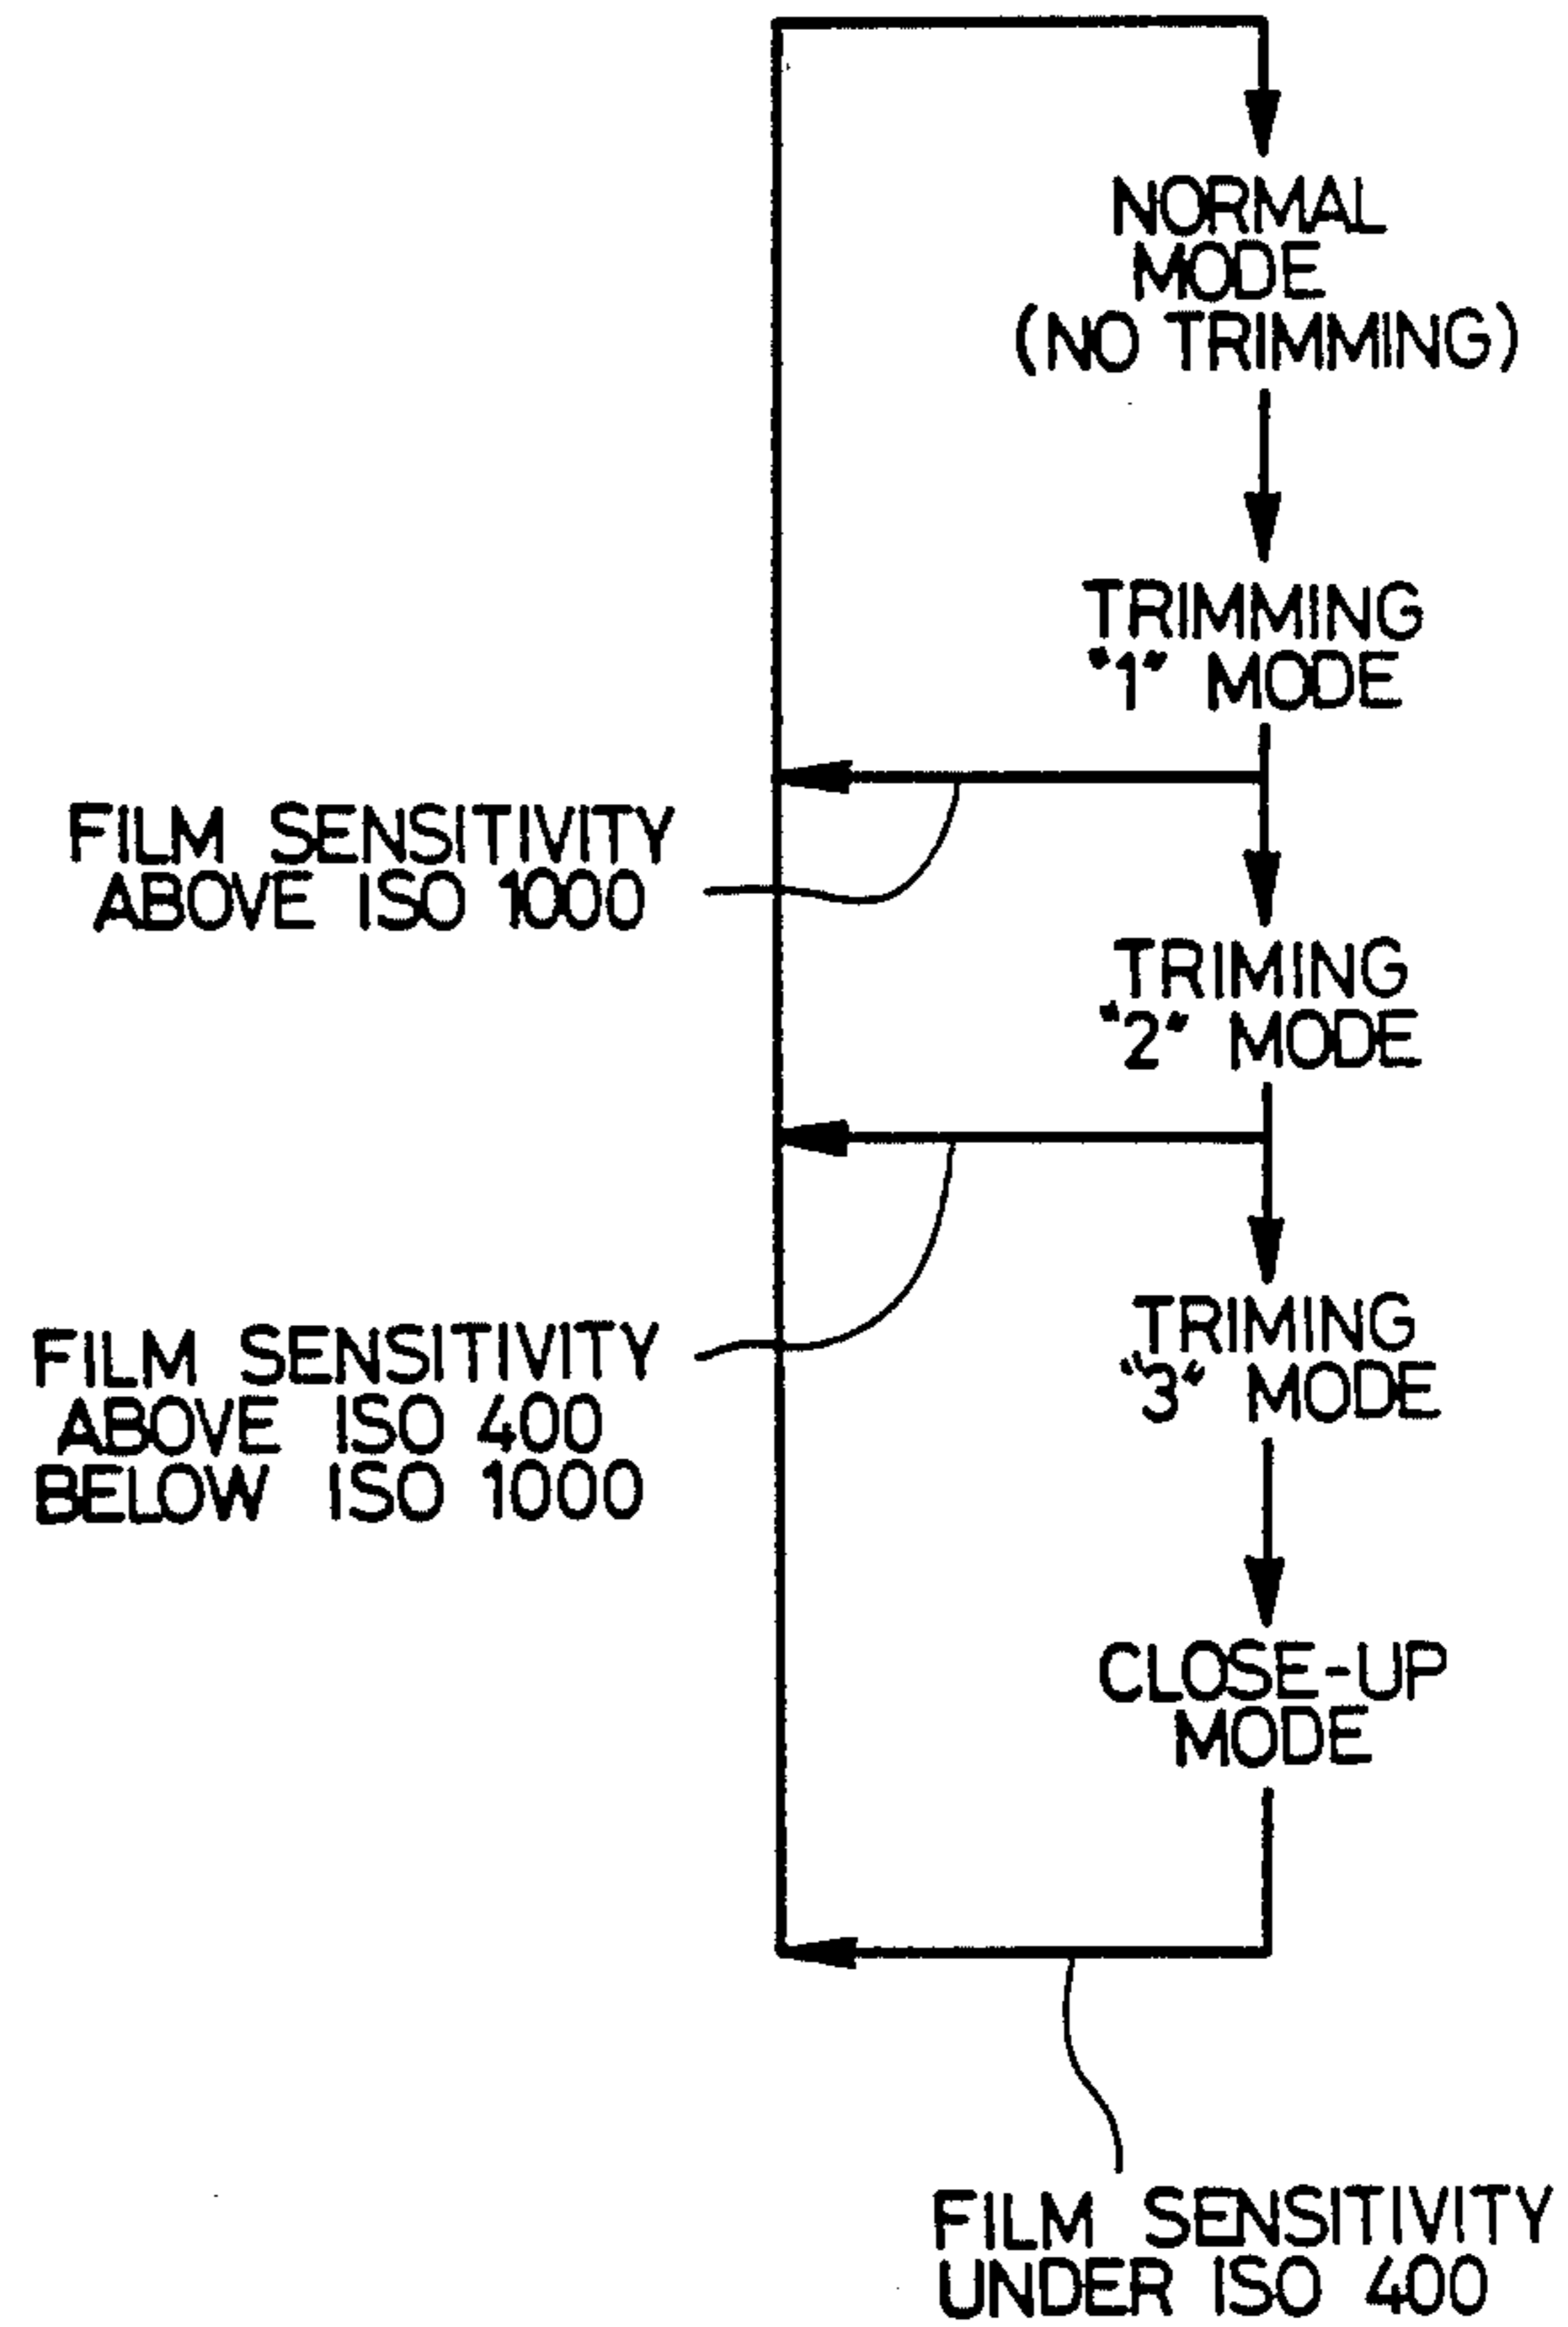 NORMAL
MODE
(NO TRIMMING)
TRIMMING
"1" MODE
FILM SENSITIVITY
ABOVE ISO 1000
TRIMING
"2" MODE
TRIMING
"3" MODE
FILM SENSITIVITY
ABOVE ISO 400
BELOW ISO 1000
CLOSE-UP
MODE
FILM SENSITIVITY
UNDER ISO 400